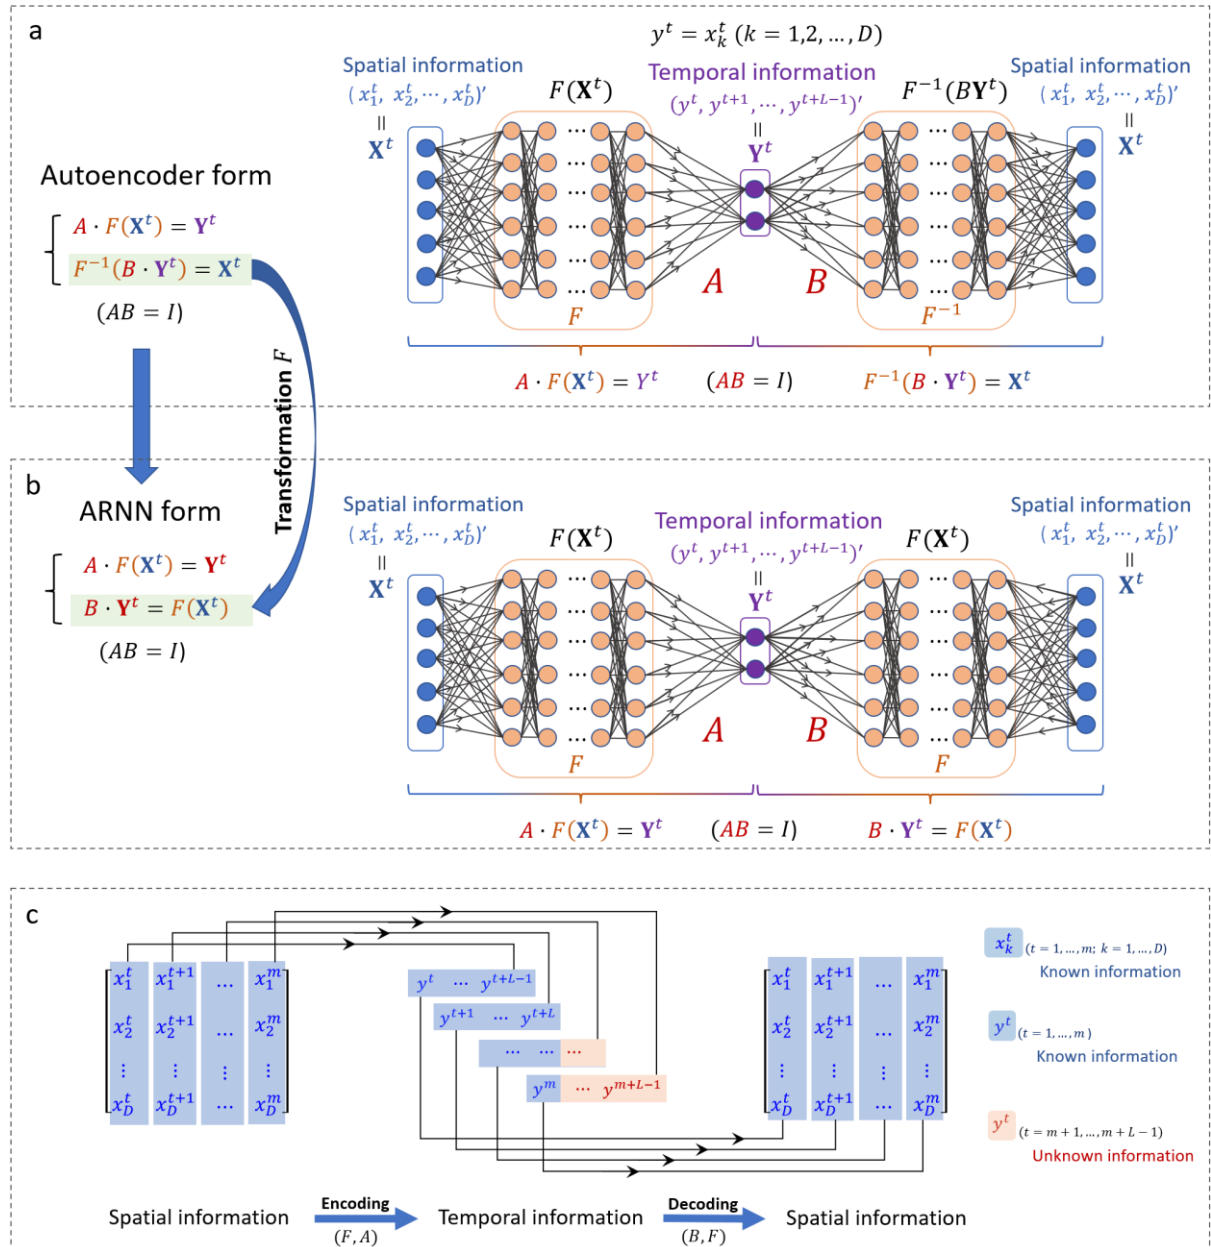 a
y^t = x_k^t (k = 1,2, ..., D)
Spatial information
(x_1^t, x_2^t, ⋯, x_D^t)′
=
X^t
F(X^t)
Temporal information
(y^t, y^{t+1}, ⋯, y^{t+L−1})′
=
Y^t
F^{−1}(BY^t)
Spatial information
(x_1^t, x_2^t, ⋯, x_D^t)′
=
X^t
Autoencoder form
A · F(X^t) = Y^t
F^{−1}(B · Y^t) = X^t
(AB = I)
... ... ... ... ... ...
... ... ... ... ... ...
A
B
F
F^{−1}
A · F(X^t) = Y^t (AB = I) F^{−1}(B · Y^t) = X^t
Transformation F
b
Spatial information
(x_1^t, x_2^t, ⋯, x_D^t)′
=
X^t
F(X^t)
Temporal information
(y^t, y^{t+1}, ⋯, y^{t+L−1})′
=
Y^t
F(X^t)
Spatial information
(x_1^t, x_2^t, ⋯, x_D^t)′
=
X^t
ARNN form
A · F(X^t) = Y^t
B · Y^t = F(X^t)
(AB = I)
... ... ... ... ... ...
... ... ... ... ... ...
A
B
F
F
A · F(X^t) = Y^t (AB = I) B · Y^t = F(X^t)
c
x_1^t x_1^{t+1} ... x_1^m
x_2^t x_2^{t+1} ... x_2^m
⋮ ⋮ ⋮ ⋮
x_D^t x_D^{t+1} ... x_D^m
y^t ⋯ y^{t+L−1}
y^{t+1} ⋯ y^{t+L}
⋯ ⋯ ⋯
y^m ⋯ y^{m+L−1}
x_1^t x_1^{t+1} ... x_1^m
x_2^t x_2^{t+1} ... x_2^m
⋮ ⋮ ⋮ ⋮
x_D^t x_D^{t+1} ... x_D^m
x_k^t (t = 1, ..., m; k = 1, ..., D)
Known information
y^t (t = 1, ..., m)
Known information
y^t (t = m + 1, ..., m + L − 1)
Unknown information
Spatial information
Encoding
(F, A)
Temporal information
Decoding
(B, F)
Spatial information